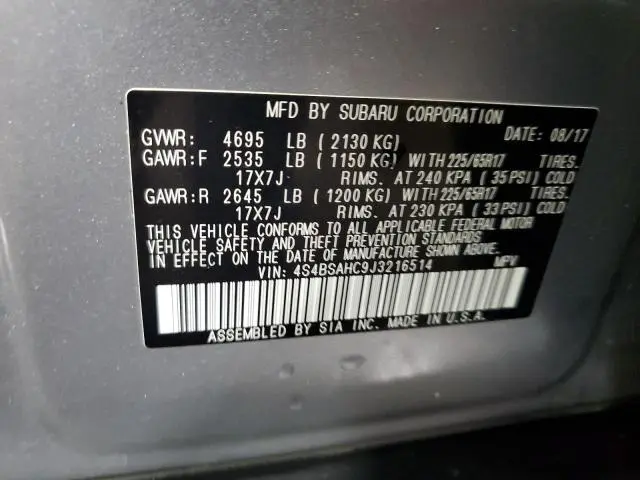 MFD BY SUBARU CORPORATION
GVWR: 4695 LB (2130 KG) DATE: 08/17
GAWR:F 2535 LB (1150 KG) WITH 225/65R17 TIRES.
17X7J RIMS. AT 240 KPA (35 PSI) COLD
GAWR:R 2645 LB (1200 KG) WITH 225/65R17 TIRES.
17X7J RIMS. AT 230 KPA (33 PSI) COLD
THIS VEHICLE CONFORMS TO ALL APPLICABLE FEDERAL MOTOR
VEHICLE SAFETY AND THEFT PREVENTION STANDARDS
IN EFFECT ON THE DATE OF MANUFACTURE SHOWN ABOVE.
VIN: 4S4BSAHC9J3216514 MPV
ASSEMBLED BY SIA INC. MADE IN U.S.A.